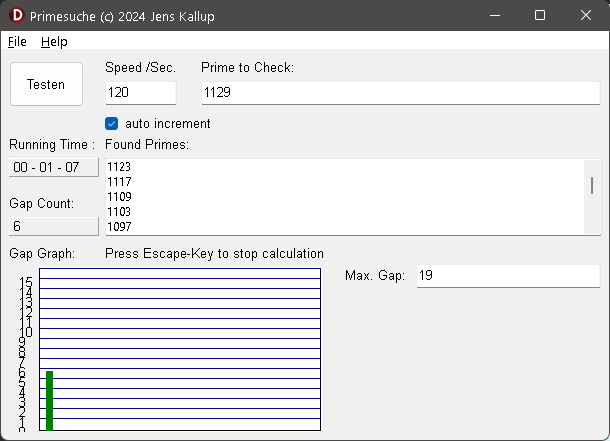 D Primesuche (c) 2024 Jens Kallup
File Help
Testen
Speed /Sec.
120
Prime to Check:
1129
auto increment
Running Time :
00 - 01 - 07
Found Primes:
1123
1117
1109
1103
1097
Gap Count:
6
Gap Graph:
Press Escape-Key to stop calculation
Max. Gap:
19
15
14
13
12
11
10
9
8
7
6
5
4
3
2
1
0